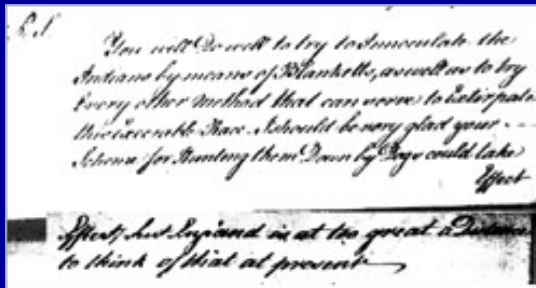 P.S.
You will Do well to try to Innoculate the
Indians by means of Blanketts, as well as to try
Every other method that can serve to Extirpate
this Execrable Race. I should be very glad your
Scheme for Hunting them Down by Dogs could take
Effect
Effect, but England is at too great a Distance
to think of that at present